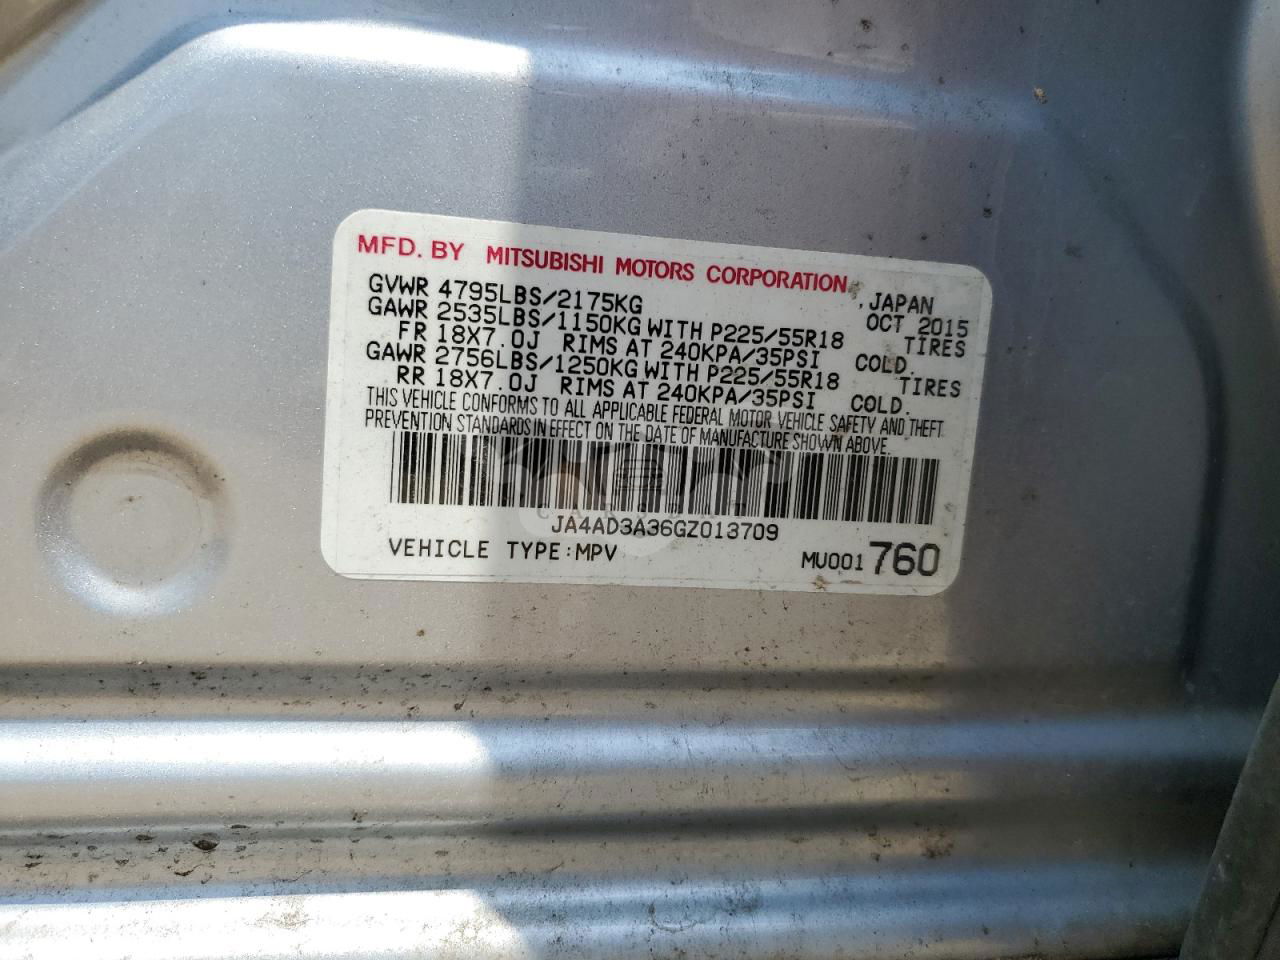 MFD. BY MITSUBISHI MOTORS CORPORATION, JAPAN
GVWR 4795LBS/2175KG OCT 2015
GAWR 2535LBS/1150KG WITH P225/55R18 TIRES
FR 18X7.0J RIMS AT 240KPA/35PSI COLD.
GAWR 2756LBS/1250KG WITH P225/55R18 TIRES
RR 18X7.0J RIMS AT 240KPA/35PSI COLD.
THIS VEHICLE CONFORMS TO ALL APPLICABLE FEDERAL MOTOR VEHICLE SAFETY AND THEFT
PREVENTION STANDARDS IN EFFECT ON THE DATE OF MANUFACTURE SHOWN ABOVE.
JA4AD3A36GZ013709
VEHICLE TYPE:MPV MU001760